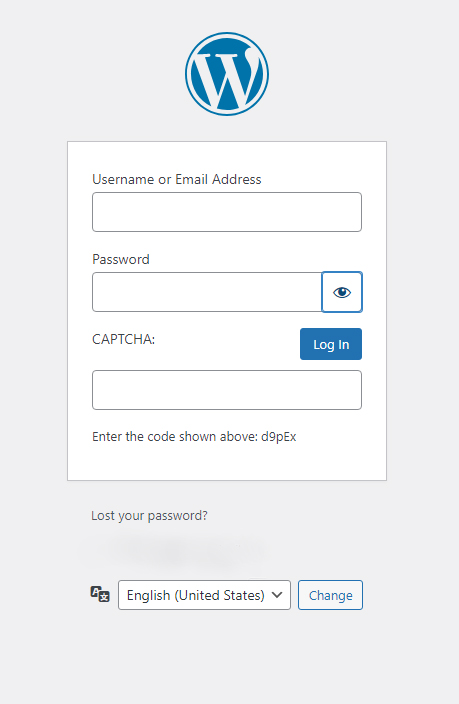 Username or Email Address
Password
CAPTCHA:
Log In
Enter the code shown above: d9pEx
Lost your password?
English (United States)
Change